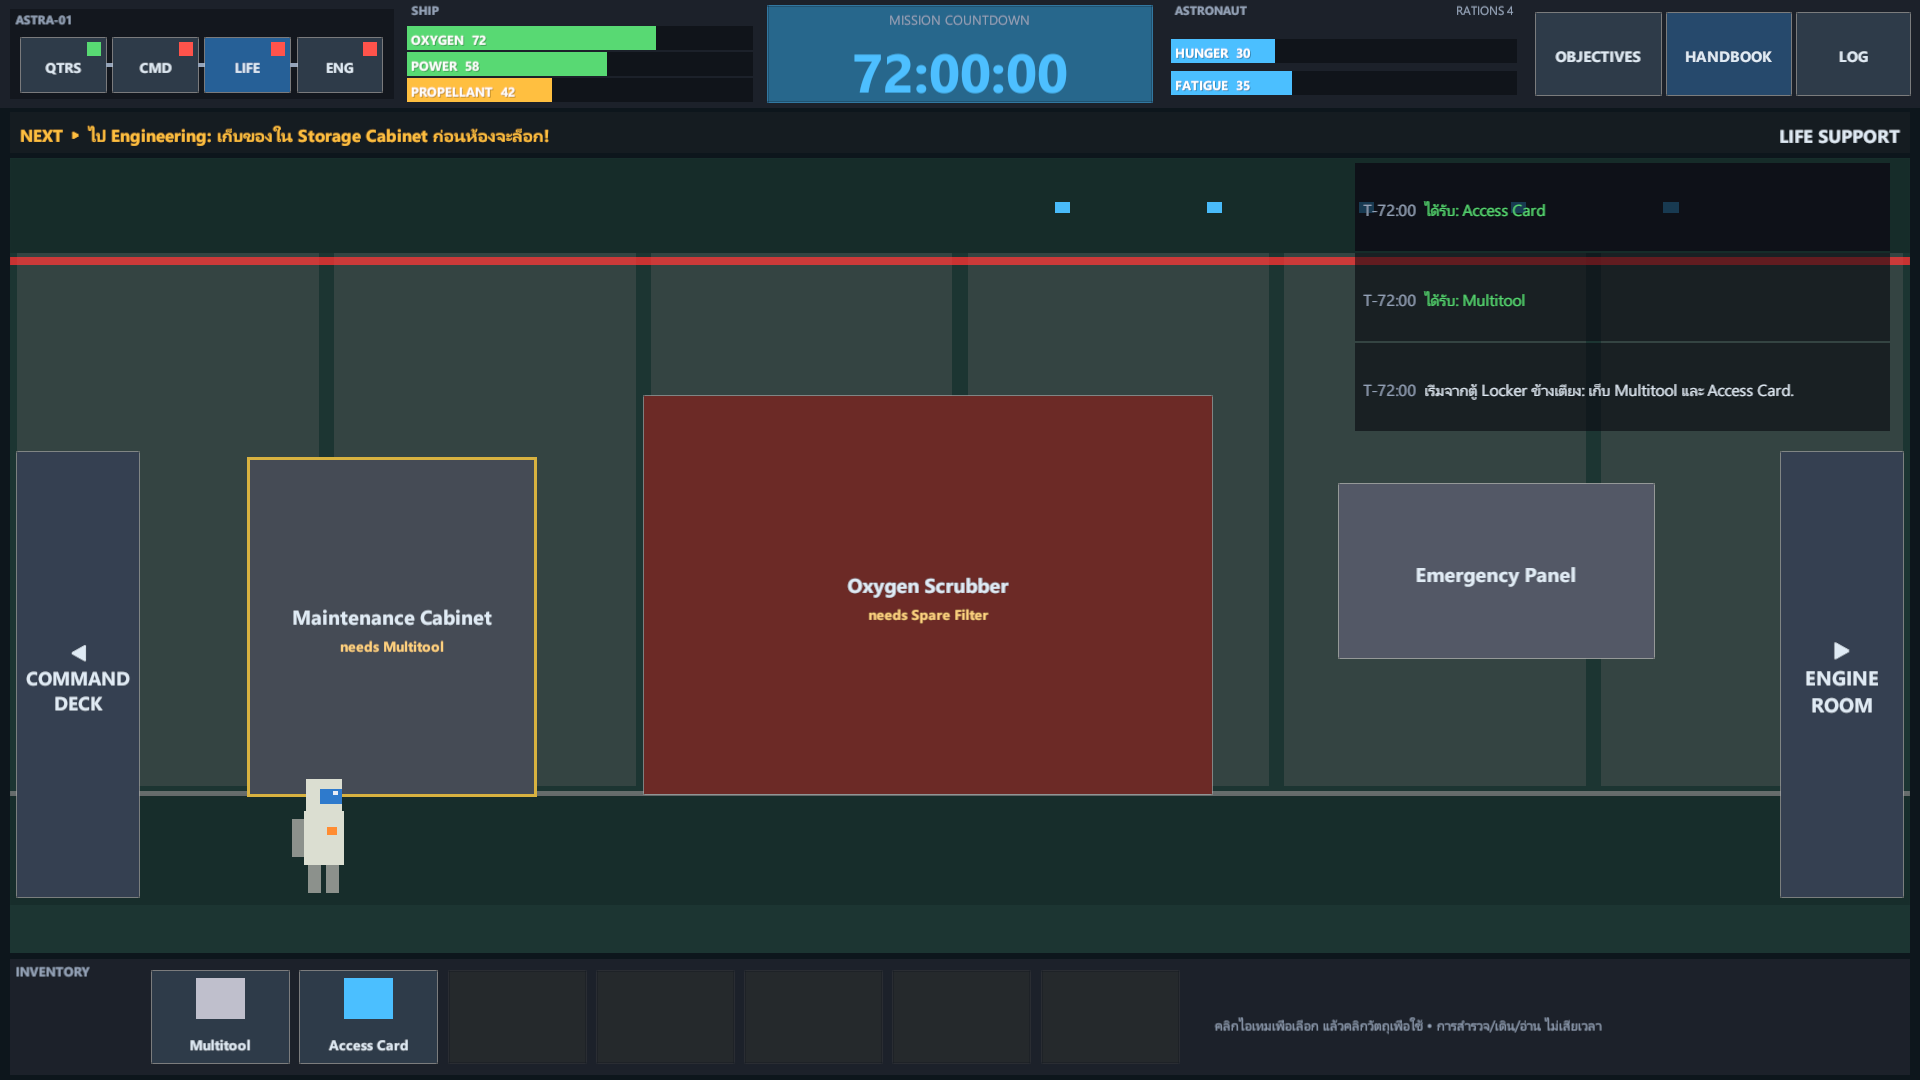 ASTRA-01
QTRS
CMD
LIFE
ENG
SHIP
OXYGEN 72
POWER 58
PROPELLANT 42
MISSION COUNTDOWN
72:00:00
ASTRONAUT
RATIONS 4
HUNGER 30
FATIGUE 35
OBJECTIVES
HANDBOOK
LOG
NEXT ▸ ไป Engineering: เก็บของใน Storage Cabinet ก่อนห้องจะล็อก!
LIFE SUPPORT
T-72:00 ได้รับ: Access Card
T-72:00 ได้รับ: Multitool
T-72:00 เริ่มจากตู้ Locker ข้างเตียง: เก็บ Multitool และ Access Card.
◀
COMMAND
DECK
Maintenance Cabinet
needs Multitool
Oxygen Scrubber
needs Spare Filter
Emergency Panel
▶
ENGINE
ROOM
INVENTORY
Multitool
Access Card
คลิกไอเทมเพื่อเลือก แล้วคลิกวัตถุเพื่อใช้ • การสำรวจ/เดิน/อ่าน ไม่เสียเวลา